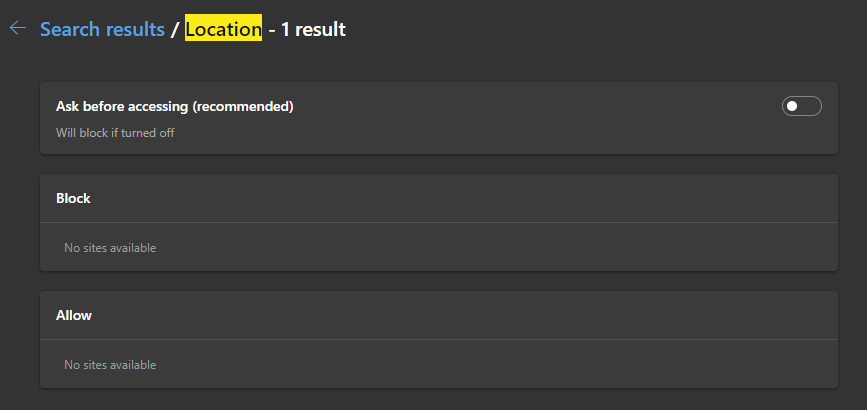 Search results / Location - 1 result
Ask before accessing (recommended)
Will block if turned off
Block
No sites available
Allow
No sites available